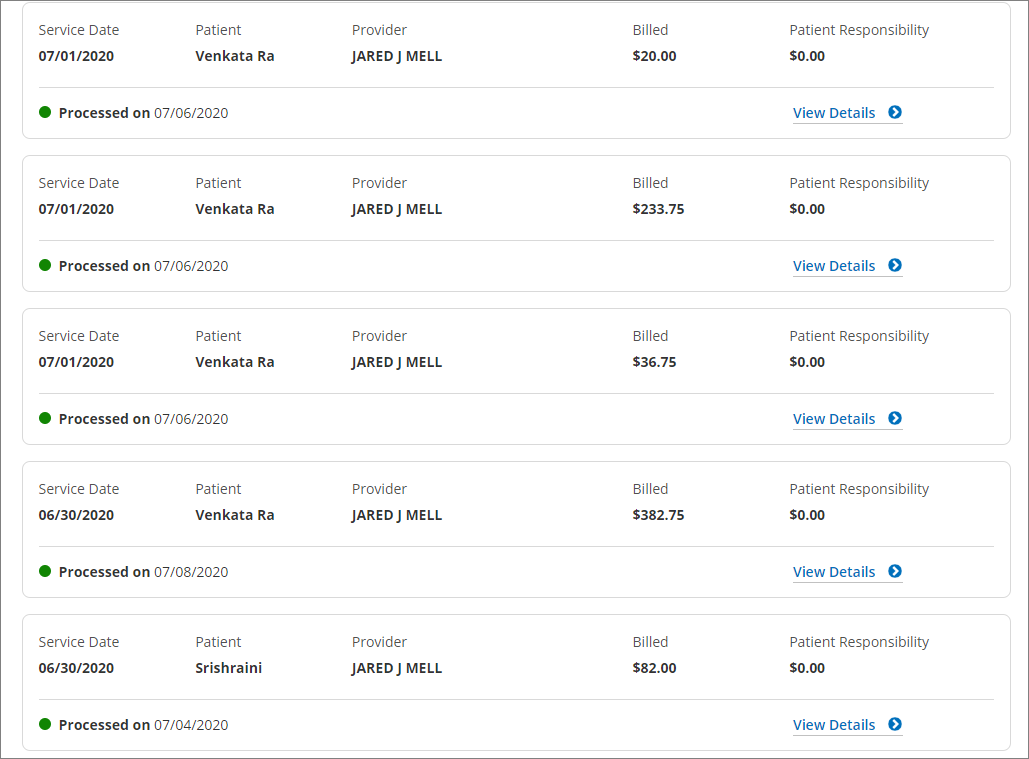 Service Date Patient Provider Billed Patient Responsibility
07/01/2020 Venkata Ra JARED J MELL $20.00 $0.00
Processed on 07/06/2020 View Details
Service Date Patient Provider Billed Patient Responsibility
07/01/2020 Venkata Ra JARED J MELL $233.75 $0.00
Processed on 07/06/2020 View Details
Service Date Patient Provider Billed Patient Responsibility
07/01/2020 Venkata Ra JARED J MELL $36.75 $0.00
Processed on 07/06/2020 View Details
Service Date Patient Provider Billed Patient Responsibility
06/30/2020 Venkata Ra JARED J MELL $382.75 $0.00
Processed on 07/08/2020 View Details
Service Date Patient Provider Billed Patient Responsibility
06/30/2020 Srishraini JARED J MELL $82.00 $0.00
Processed on 07/04/2020 View Details